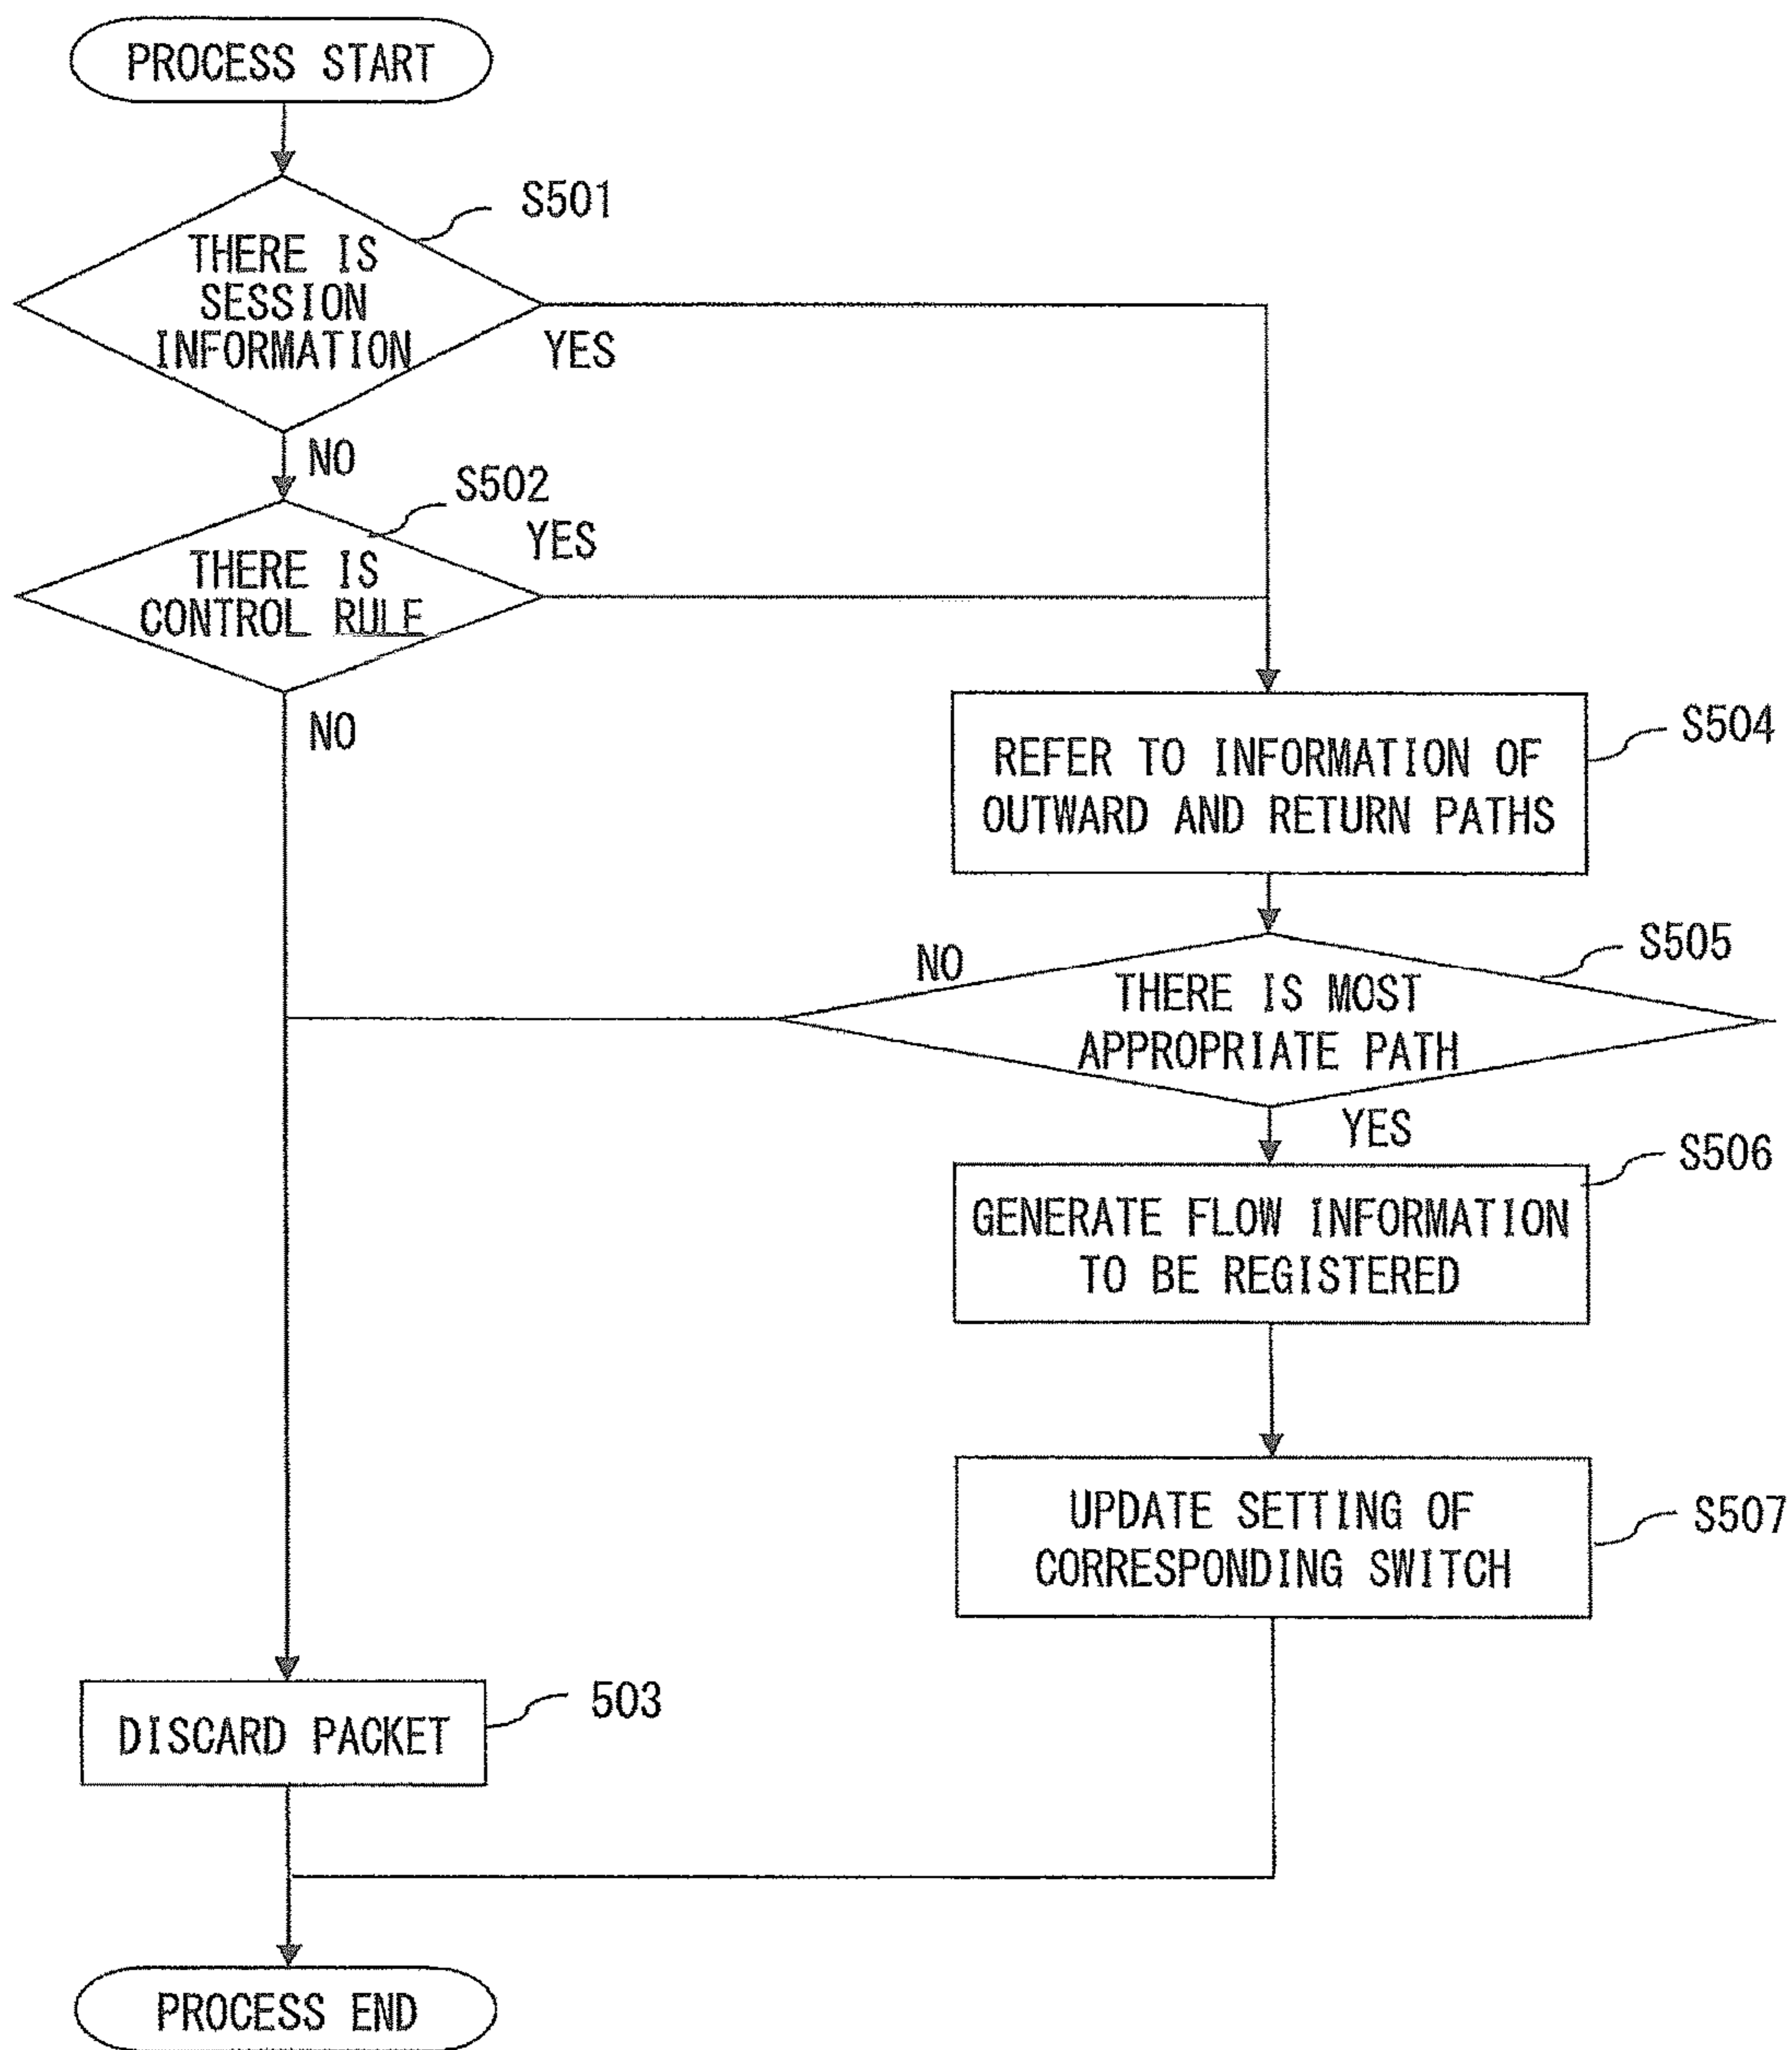 PROCESS START
S501
THERE IS
SESSION
INFORMATION
YES
NO
S502
YES
THERE IS
CONTROL RULE
NO
S504
REFER TO INFORMATION OF
OUTWARD AND RETURN PATHS
S505
NO
THERE IS MOST
APPROPRIATE PATH
YES
S506
GENERATE FLOW INFORMATION
TO BE REGISTERED
UPDATE SETTING OF
CORRESPONDING SWITCH
S507
503
DISCARD PACKET
PROCESS END